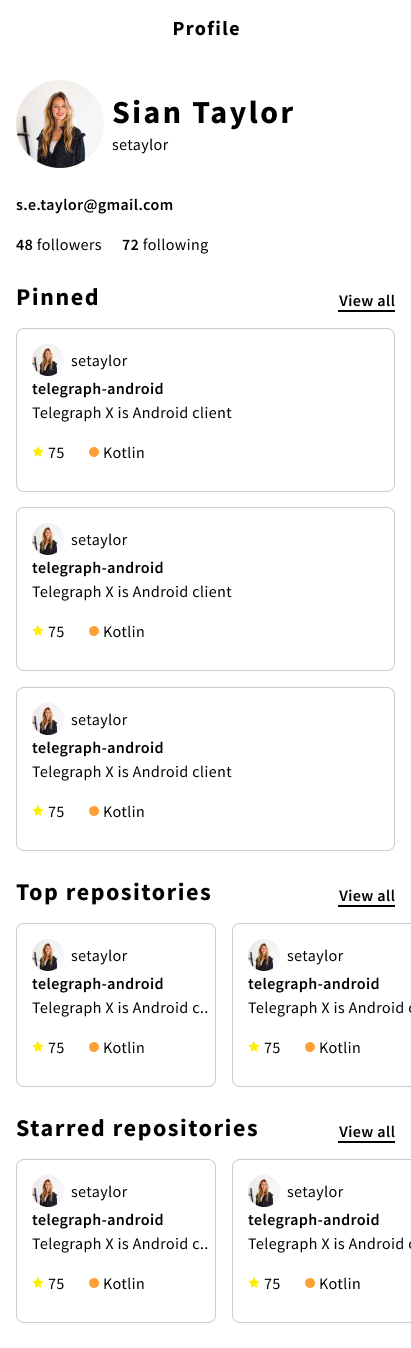 Profile
Sian Taylor
setaylor
s.e.taylor@gmail.com
48 followers 72 following
Pinned View all
setaylor
telegraph-android
Telegraph X is Android client
75 Kotlin
setaylor
telegraph-android
Telegraph X is Android client
75 Kotlin
setaylor
telegraph-android
Telegraph X is Android client
75 Kotlin
Top repositories View all
setaylor setaylor
telegraph-android telegraph-android
Telegraph X is Android c.. Telegraph X is Android
75 Kotlin 75 Kotlin
Starred repositories View all
setaylor setaylor
telegraph-android telegraph-android
Telegraph X is Android c.. Telegraph X is Android
75 Kotlin 75 Kotlin